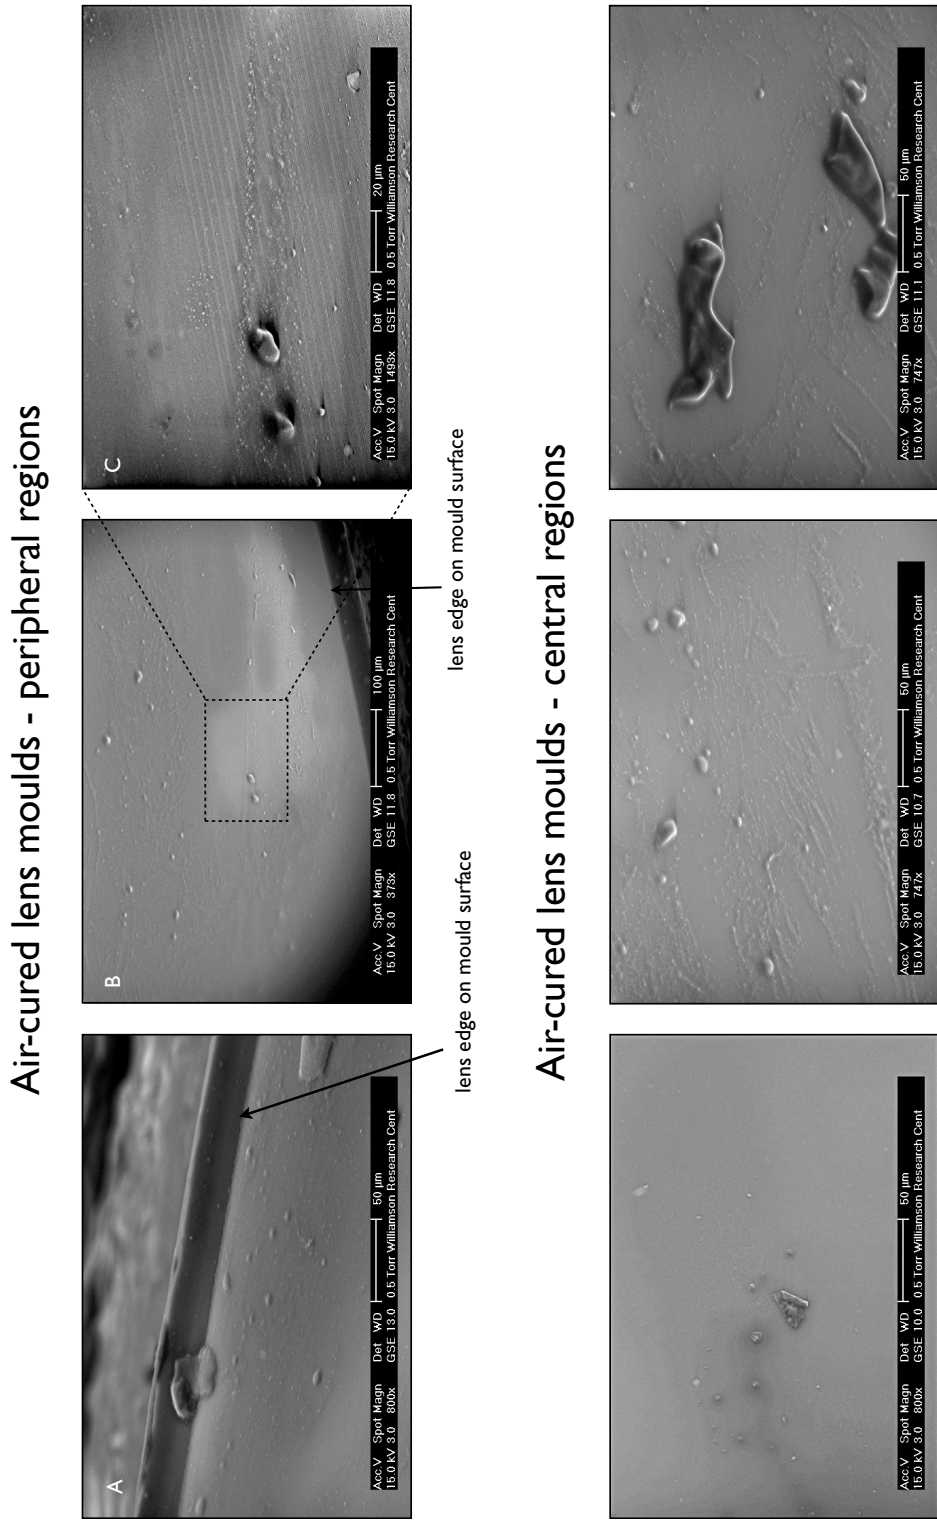 Air-cured lens moulds - peripheral regions
A
Acc.V Spot Magn Det WD 50 µm
15.0 kV 3.0 800x GSE 13.0 0.5 Torr Williamson Research Cent
B
Acc.V Spot Magn Det WD 100 µm
15.0 kV 3.0 373x GSE 11.8 0.5 Torr Williamson Research Cent
C
Acc.V Spot Magn Det WD 20 µm
15.0 kV 3.0 1493x GSE 11.8 0.5 Torr Williamson Research Cent
lens edge on mould surface
lens edge on mould surface
Air-cured lens moulds - central regions
Acc.V Spot Magn Det WD 50 µm
15.0 kV 3.0 800x GSE 10.0 0.5 Torr Williamson Research Cent
Acc.V Spot Magn Det WD 50 µm
15.0 kV 3.0 747x GSE 10.7 0.5 Torr Williamson Research Cent
Acc.V Spot Magn Det WD 50 µm
15.0 kV 3.0 747x GSE 11.1 0.5 Torr Williamson Research Cent